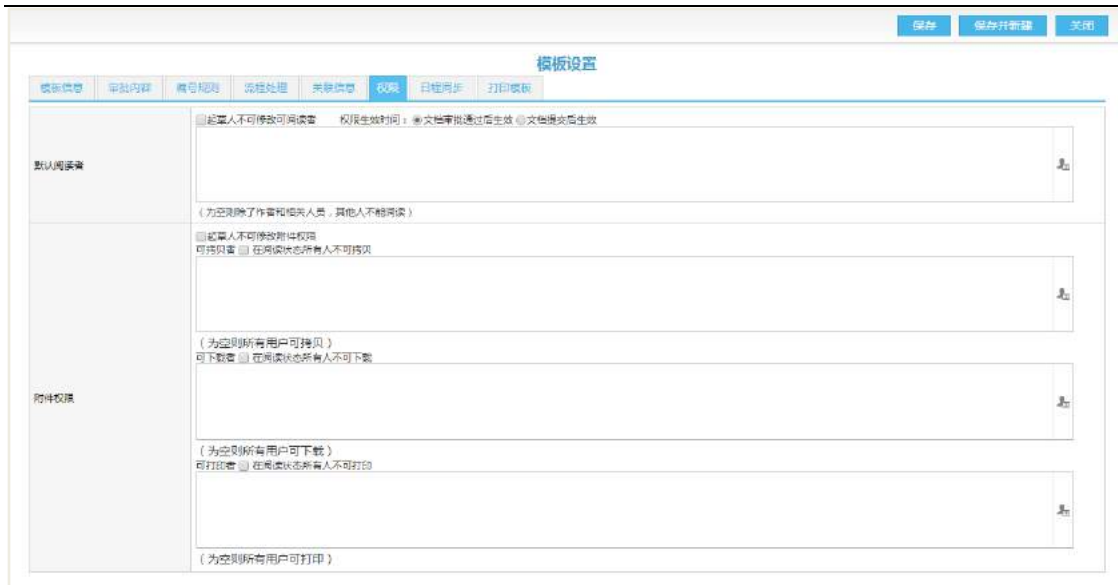 保存 保存并新建 关闭
模板设置
模板信息 审批内容 编号规则 流程处理 关联信息 权限 日程同步 打印模板
起草人不可修改可阅读者 权限生效时间：文档审批通过后生效 文档提交后生效
默认阅读者
（为空则除了作者和相关人员，其他人不能阅读）
起草人不可修改附件权限
可拷贝者 在阅读状态所有人不可拷贝
（为空则所有用户可拷贝）
可下载者 在阅读状态所有人不可下载
附件权限
（为空则所有用户可下载）
可打印者 在阅读状态所有人不可打印
（为空则所有用户可打印）